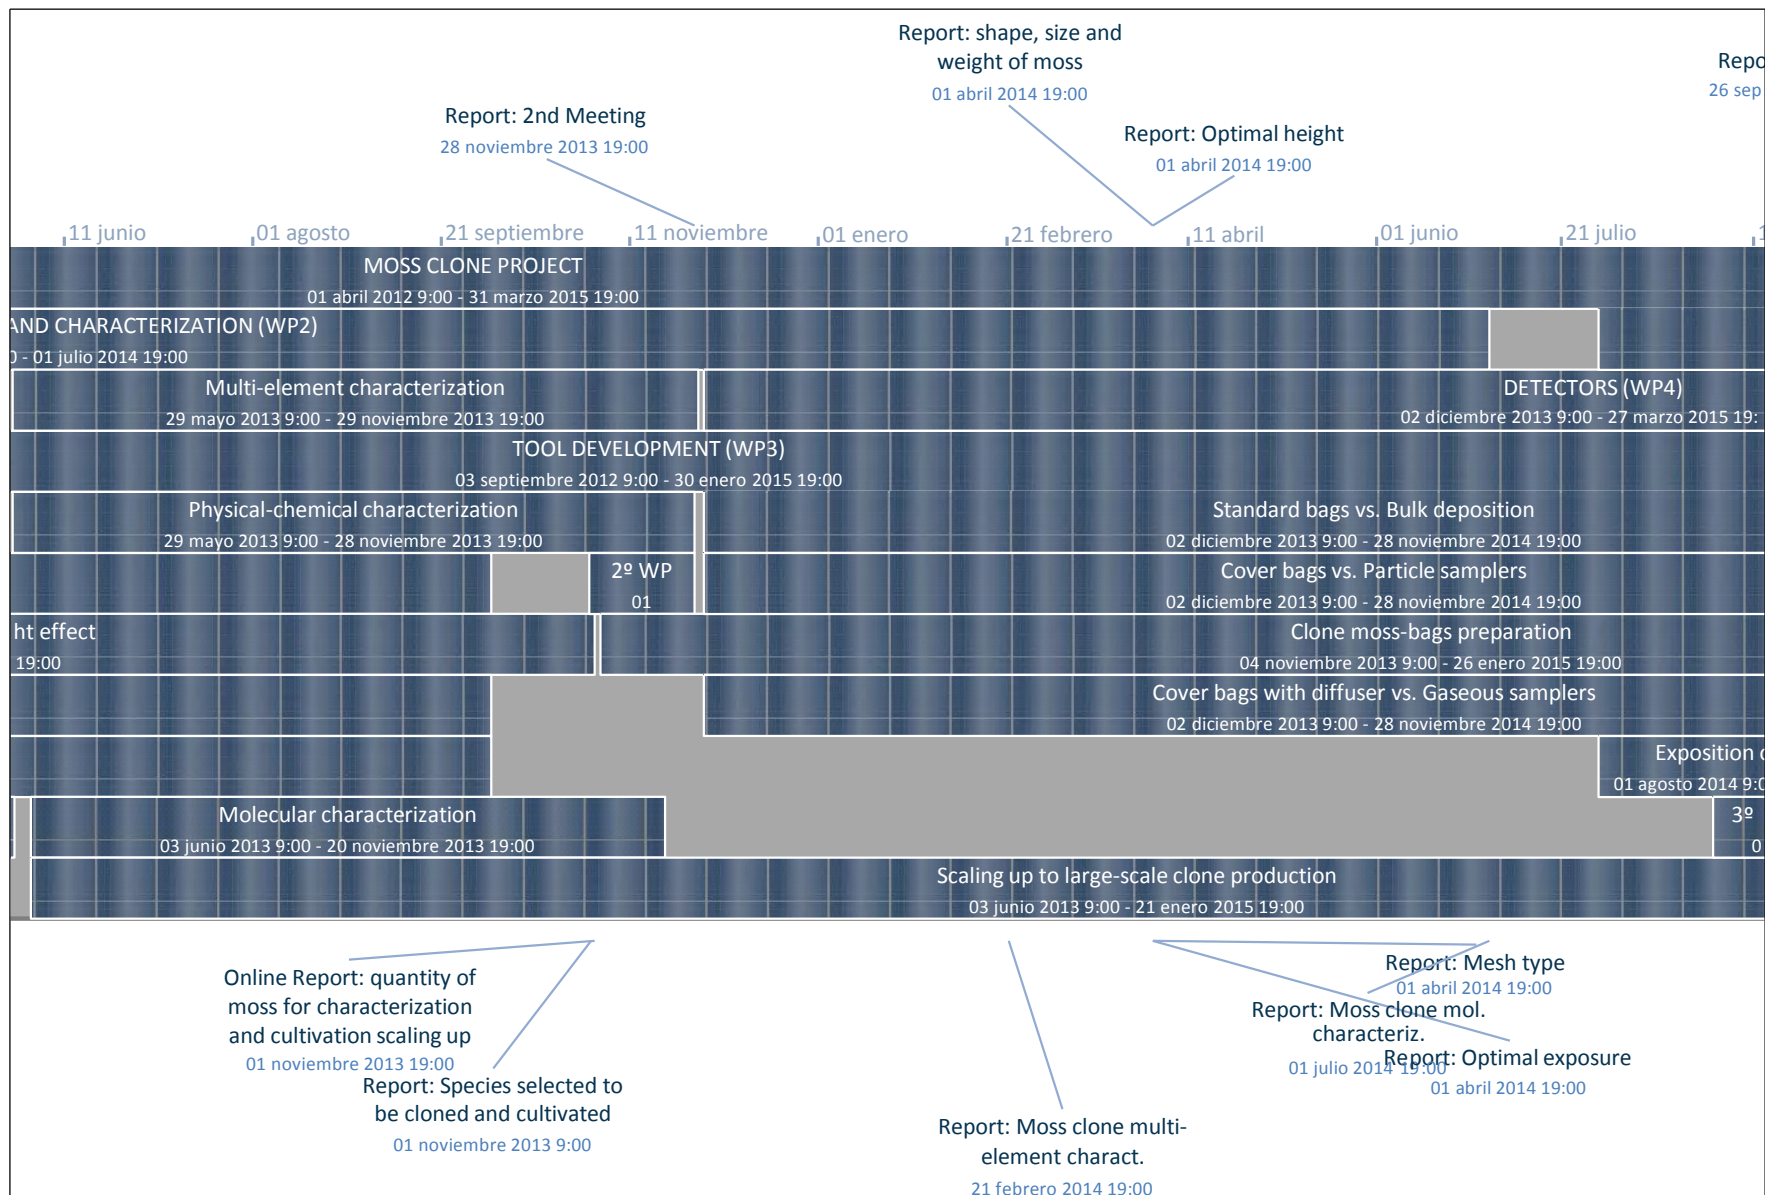 Report: shape, size and
weight of moss
01 abril 2014 19:00
Repo
26 sep
Report: 2nd Meeting
28 noviembre 2013 19:00
Report: Optimal height
01 abril 2014 19:00
11 junio
01 agosto
21 septiembre
11 noviembre
01 enero
21 febrero
11 abril
01 junio
21 julio
1
MOSS CLONE PROJECT
01 abril 2012 9:00 - 31 marzo 2015 19:00
AND CHARACTERIZATION (WP2)
0 - 01 julio 2014 19:00
Multi-element characterization
29 mayo 2013 9:00 - 29 noviembre 2013 19:00
DETECTORS (WP4)
02 diciembre 2013 9:00 - 27 marzo 2015 19:
TOOL DEVELOPMENT (WP3)
03 septiembre 2012 9:00 - 30 enero 2015 19:00
Physical-chemical characterization
29 mayo 2013 9:00 - 28 noviembre 2013 19:00
Standard bags vs. Bulk deposition
02 diciembre 2013 9:00 - 28 noviembre 2014 19:00
2º WP
01
Cover bags vs. Particle samplers
02 diciembre 2013 9:00 - 28 noviembre 2014 19:00
ht effect
19:00
Clone moss-bags preparation
04 noviembre 2013 9:00 - 26 enero 2015 19:00
Cover bags with diffuser vs. Gaseous samplers
02 diciembre 2013 9:00 - 28 noviembre 2014 19:00
Exposition
01 agosto 2014 9:0
Molecular characterization
03 junio 2013 9:00 - 20 noviembre 2013 19:00
3º
0
Scaling up to large-scale clone production
03 junio 2013 9:00 - 21 enero 2015 19:00
Online Report: quantity of
moss for characterization
and cultivation scaling up
01 noviembre 2013 19:00
Report: Species selected to
be cloned and cultivated
01 noviembre 2013 9:00
Report: Moss clone multi-
element charact.
21 febrero 2014 19:00
Report: Mesh type
01 abril 2014 19:00
Report: Moss clone mol.
characteriz.
01 julio 2014 19:00
Report: Optimal exposure
01 abril 2014 19:00